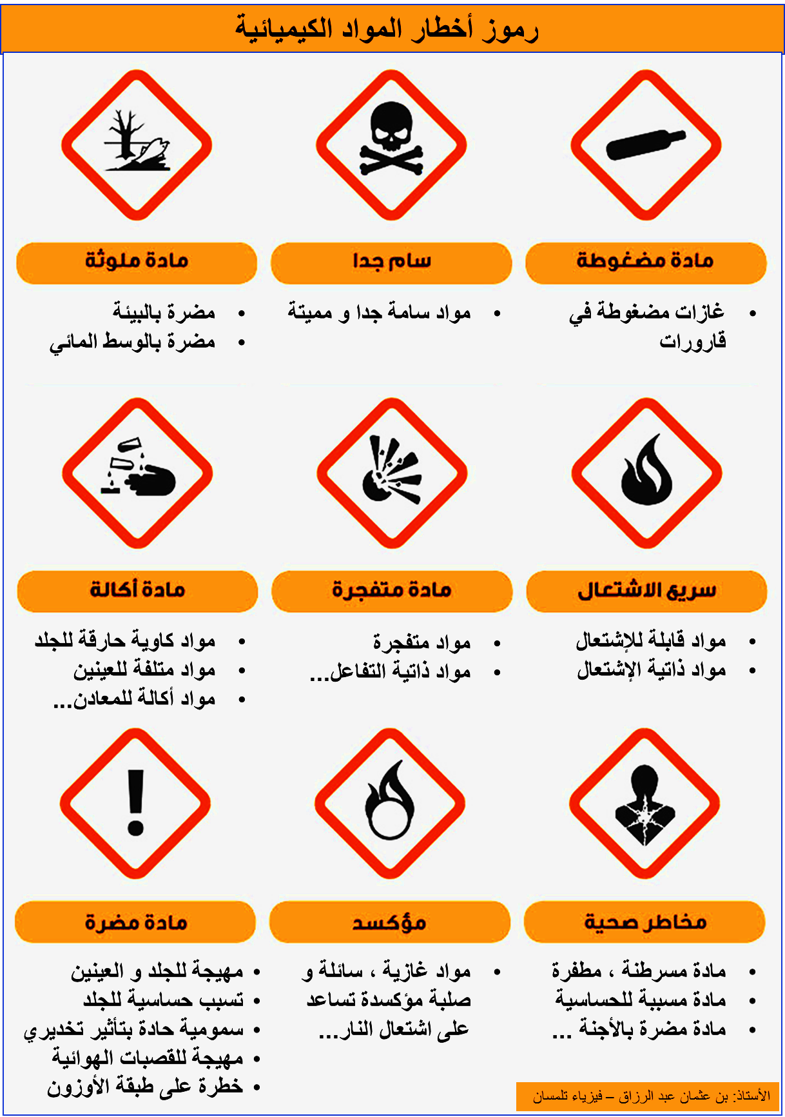 رموز أخطار المواد الكيميائية
مادة مضغوطة
• غازات مضغوطة في
قارورات
سام جدا
• مواد سامة جدا و مميتة
مادة ملوثة
• مضرة بالبيئة
• مضرة بالوسط المائي
سريع الاشتعال
• مواد قابلة للإشتعال
• مواد ذاتية الإشتعال
مادة متفجرة
• مواد متفجرة
• مواد ذاتية التفاعل...
مادة أكالة
• مواد كاوية حارقة للجلد
• مواد متلفة للعينين
• مواد أكالة للمعادن...
مخاطر صحية
• مادة مسرطنة ، مطفرة
• مادة مسببة للحساسية
• مادة مضرة بالأجنة ...
مؤكسد
• مواد غازية ، سائلة و
صلبة مؤكسدة تساعد
على اشتعال النار...
مادة مضرة
• مهيجة للجلد و العينين
• تسبب حساسية للجلد
• سمومية حادة بتأثير تخديري
• مهيجة للقصبات الهوائية
• خطرة على طبقة الأوزون
الأستاذ: بن عثمان عبد الرزاق – فيزياء تلمسان